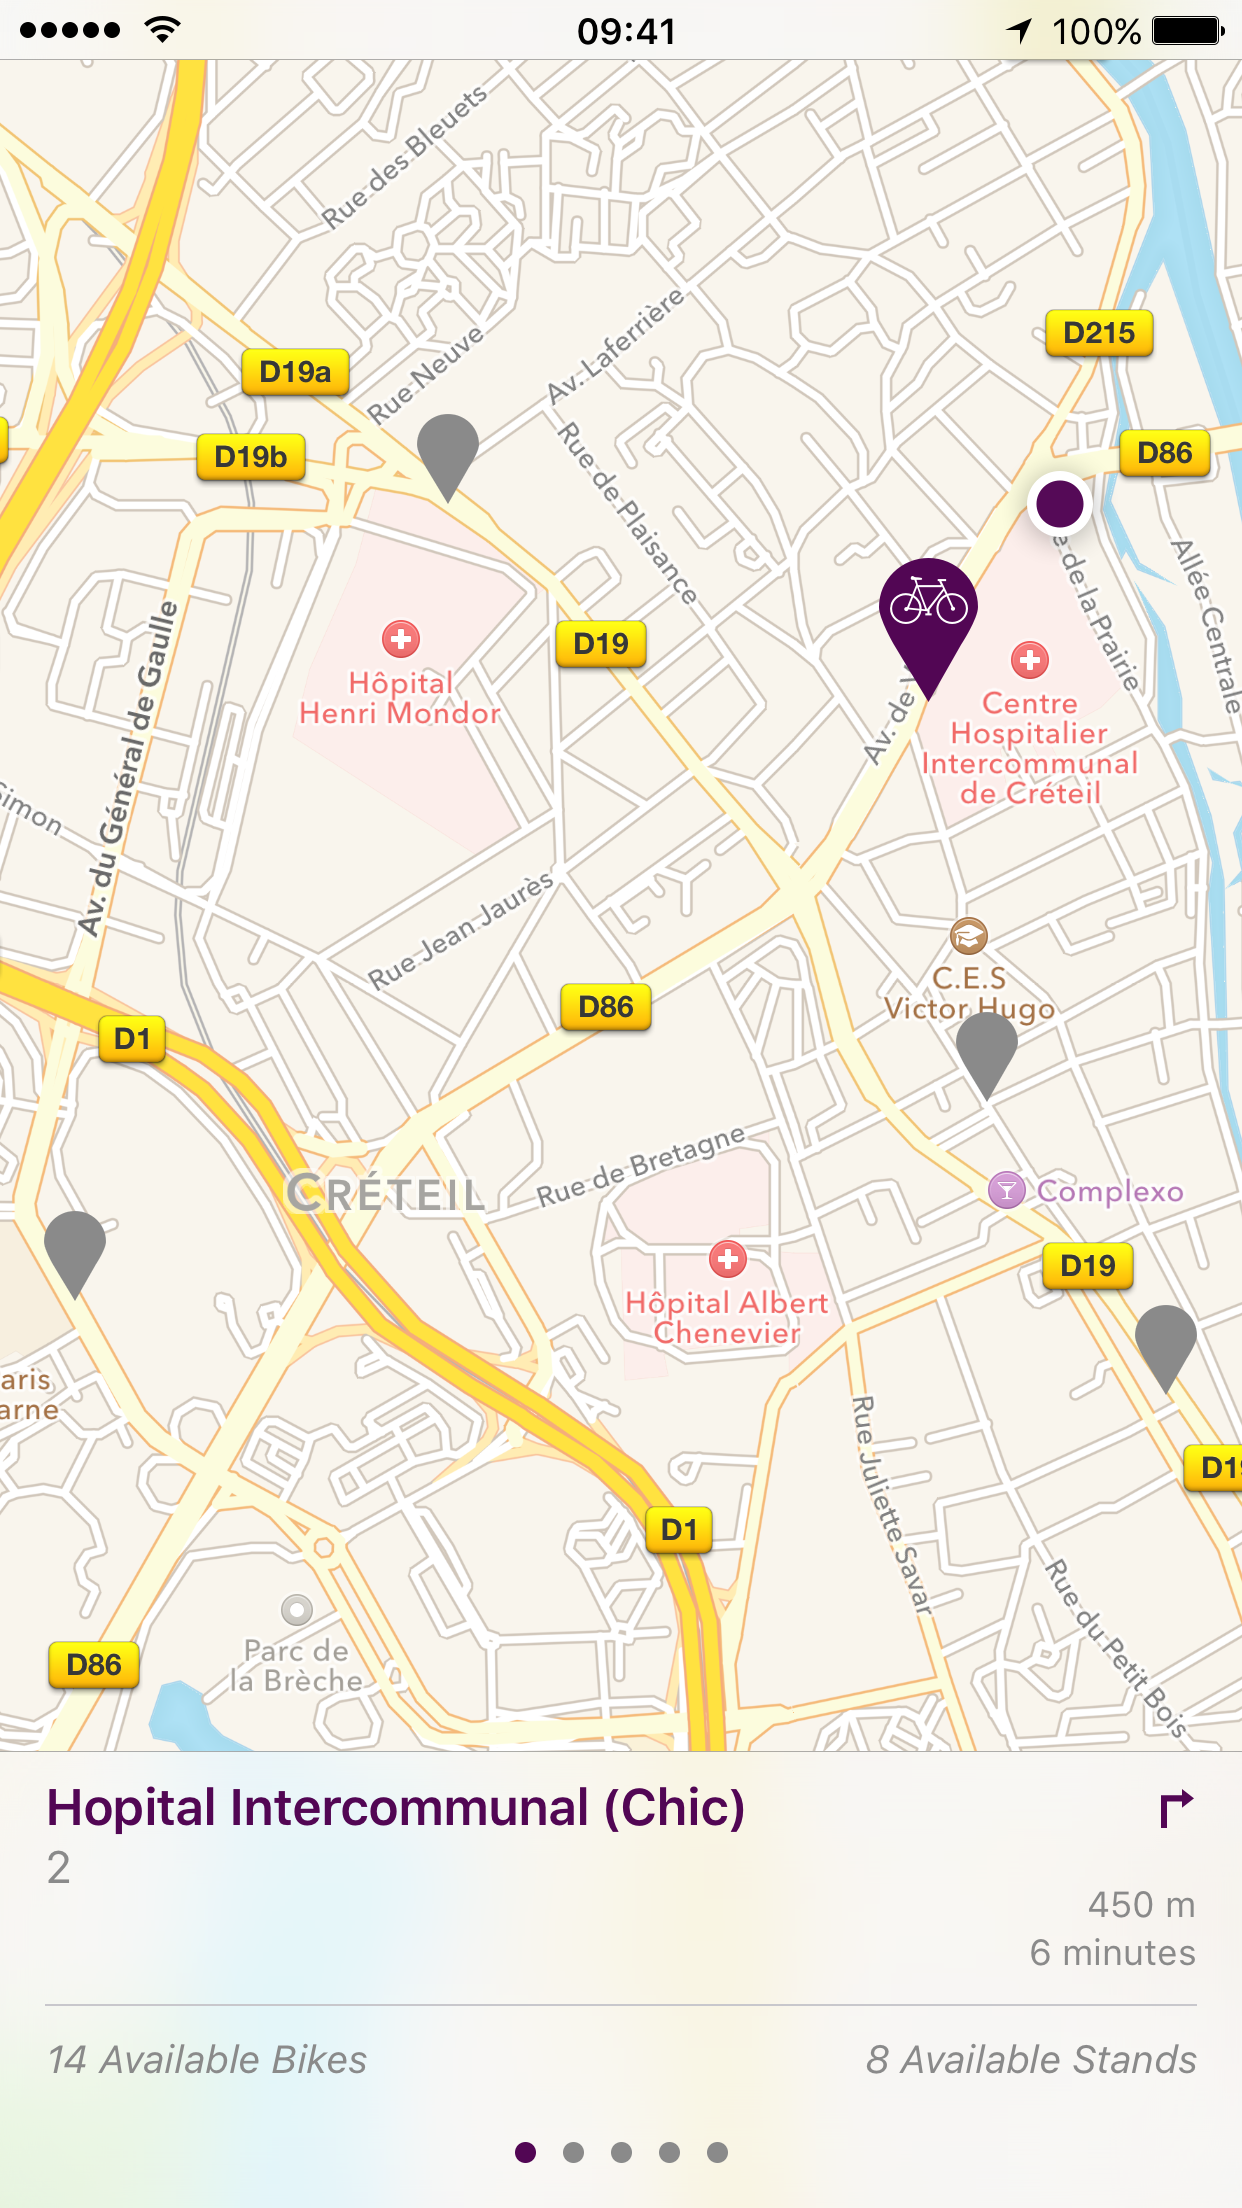 09:41
100%
Rue des Bleuets
D215
Av. Laferrière
Rue Neuve
D19a
D19b
D86
Rue de Plaisance
Allée Centrale
de la Prairie
Av. du Général de Gaulle
D19
Hôpital
Henri Mondor
Av. de
Centre
Hospitalier
Intercommunal
de Créteil
Simon
Rue Jean Jaurès
C.E.S
Victor Hugo
D86
D1
Rue de Bretagne
CRÉTEIL
Complexo
D19
Hôpital Albert
Chenevier
aris
arne
Rue Juliette Savar
D19
D1
Rue du Petit Bois
Parc de
la Brèche
D86
Hopital Intercommunal (Chic)
2
450 m
6 minutes
14 Available Bikes
8 Available Stands